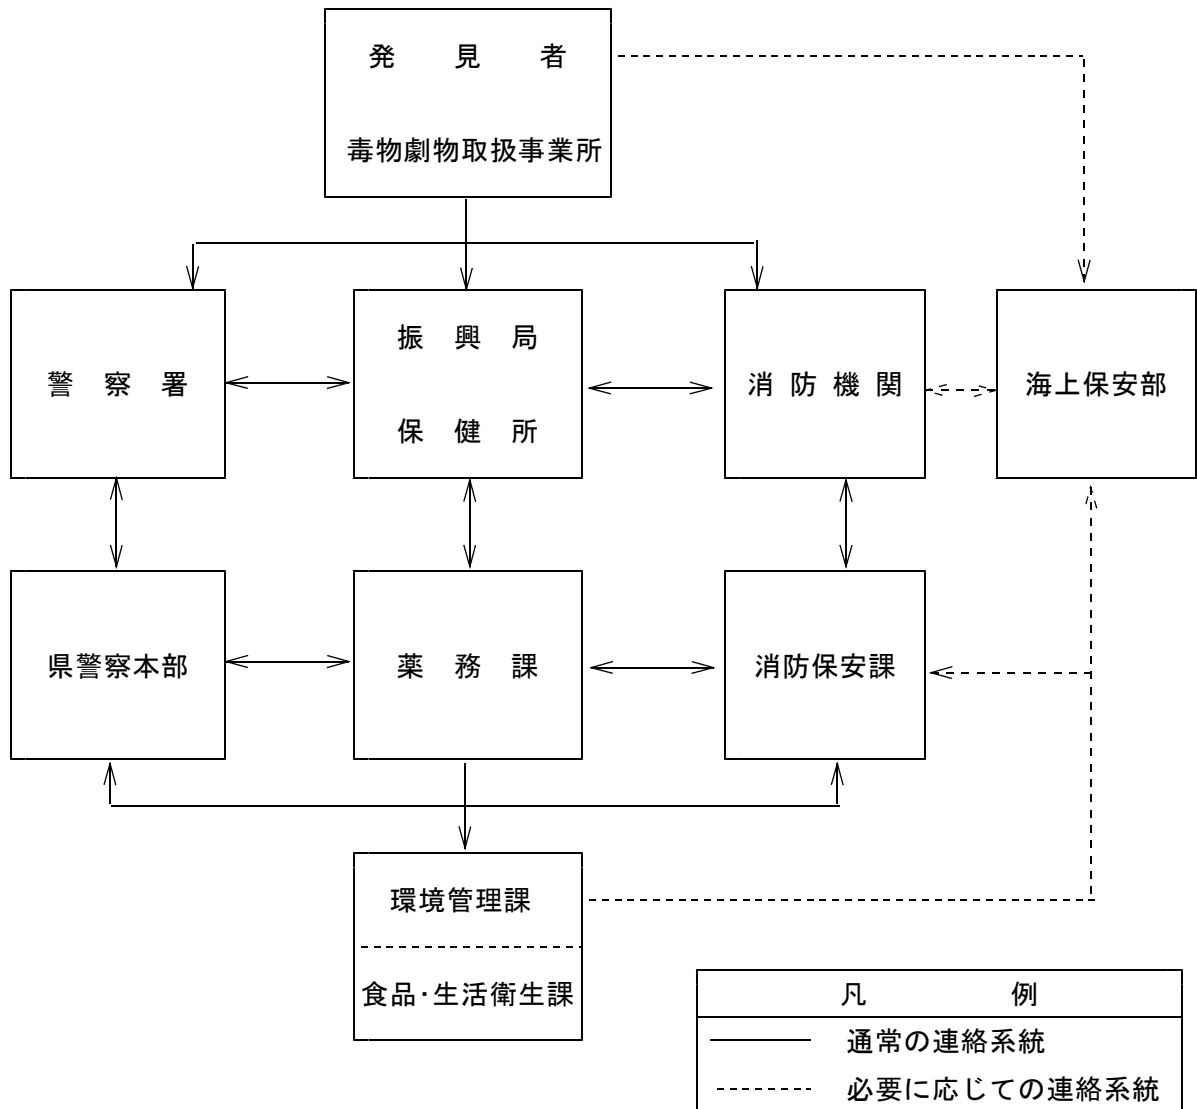 発見者
毒物劇物取扱事業所
警察署
振興局
保健所
消防機関
海上保安部
県警察本部
薬務課
消防保安課
環境管理課
食品・生活衛生課
凡例
通常の連絡系統
必要に応じての連絡系統